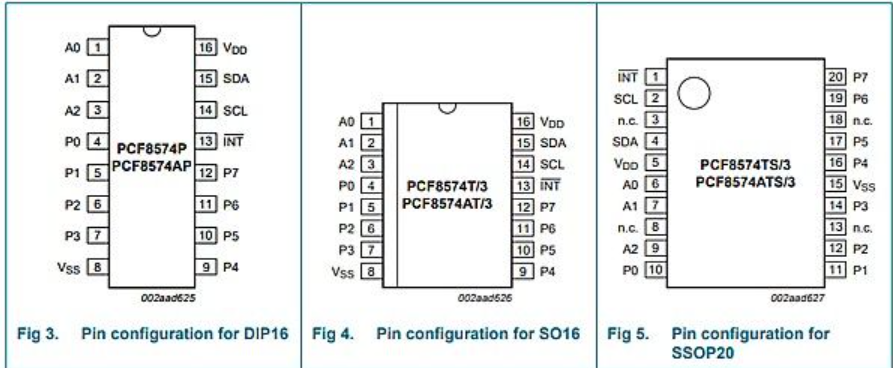 A0 1 16 VDD
A1 2 15 SDA
A2 3 14 SCL
P0 4 13 INT
P1 5 12 P7
P2 6 11 P6
P3 7 10 P5
VSS 8 9 P4
PCF8574P
PCF8574AP
002aad625
Fig 3. Pin configuration for DIP16
A0 1 16 VDD
A1 2 15 SDA
A2 3 14 SCL
P0 4 13 INT
P1 5 12 P7
P2 6 11 P6
P3 7 10 P5
VSS 8 9 P4
PCF8574T/3
PCF8574AT/3
002aad626
Fig 4. Pin configuration for SO16
INT 1 20 P7
SCL 2 19 P6
n.c. 3 18 n.c.
SDA 4 17 P5
VDD 5 16 P4
A0 6 15 VSS
A1 7 14 P3
n.c. 8 13 n.c.
A2 9 12 P2
P0 10 11 P1
PCF8574TS/3
PCF8574ATS/3
002aad627
Fig 5. Pin configuration for
SSOP20